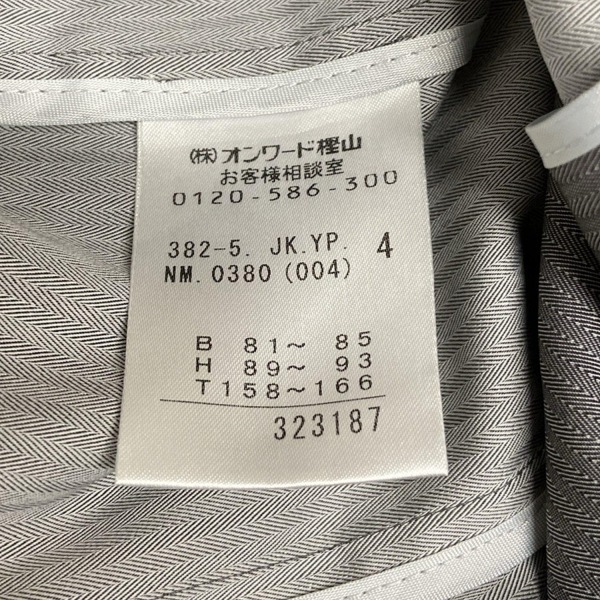 (株)オンワード樫山
お客様相談室
0120-586-300
382-5. JK.YP. 4
NM.0380(004)
B 81〜 85
H 89〜 93
T158〜166
323187